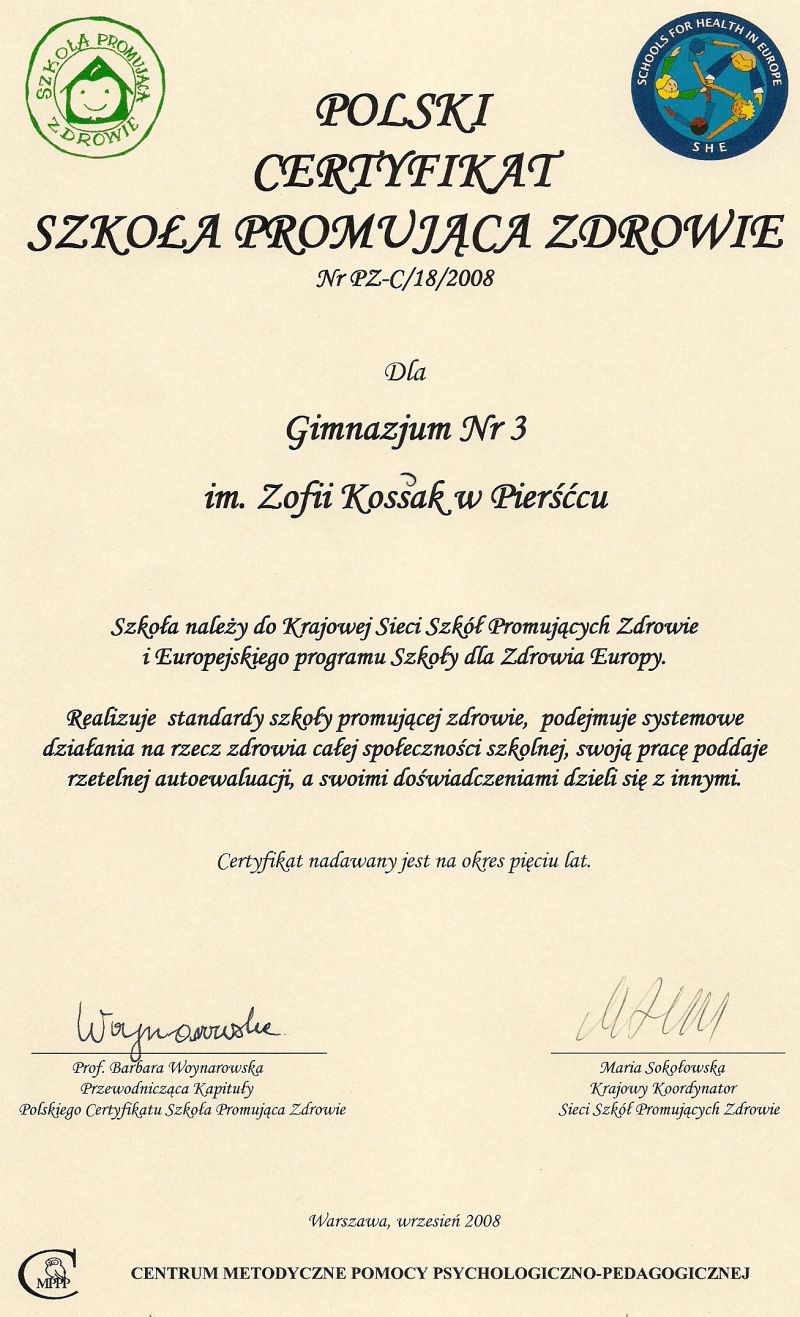 SZKOŁA PROMUJĄCA
ZDROWIE
SCHOOLS FOR HEALTH IN EUROPE
SHE
POLSKI
CERTYFIKAT
SZKOŁA PROMUJĄCA ZDROWIE
Nr PZ-C/18/2008
Dla
Gimnazjum Nr 3
im. Zofii Kossak w Pierśćcu
Szkoła należy do Krajowej Sieci Szkół Promujących Zdrowie
i Europejskiego programu Szkoły dla Zdrowia Europy.
Realizuje standardy szkoły promującej zdrowie, podejmuje systemowe
działania na rzecz zdrowia całej społeczności szkolnej, swoją pracę poddaje
rzetelnej autoewaluacji, a swoimi doświadczeniami dzieli się z innymi.
Certyfikat nadawany jest na okres pięciu lat.
Woynarowska
Prof. Barbara Woynarowska
Przewodnicząca Kapituły
Polskiego Certyfikatu Szkoła Promująca Zdrowie
Maria Sokołowska
Krajowy Koordynator
Sieci Szkół Promujących Zdrowie
Warszawa, wrzesień 2008
CMPPP
CENTRUM METODYCZNE POMOCY PSYCHOLOGICZNO-PEDAGOGICZNEJ